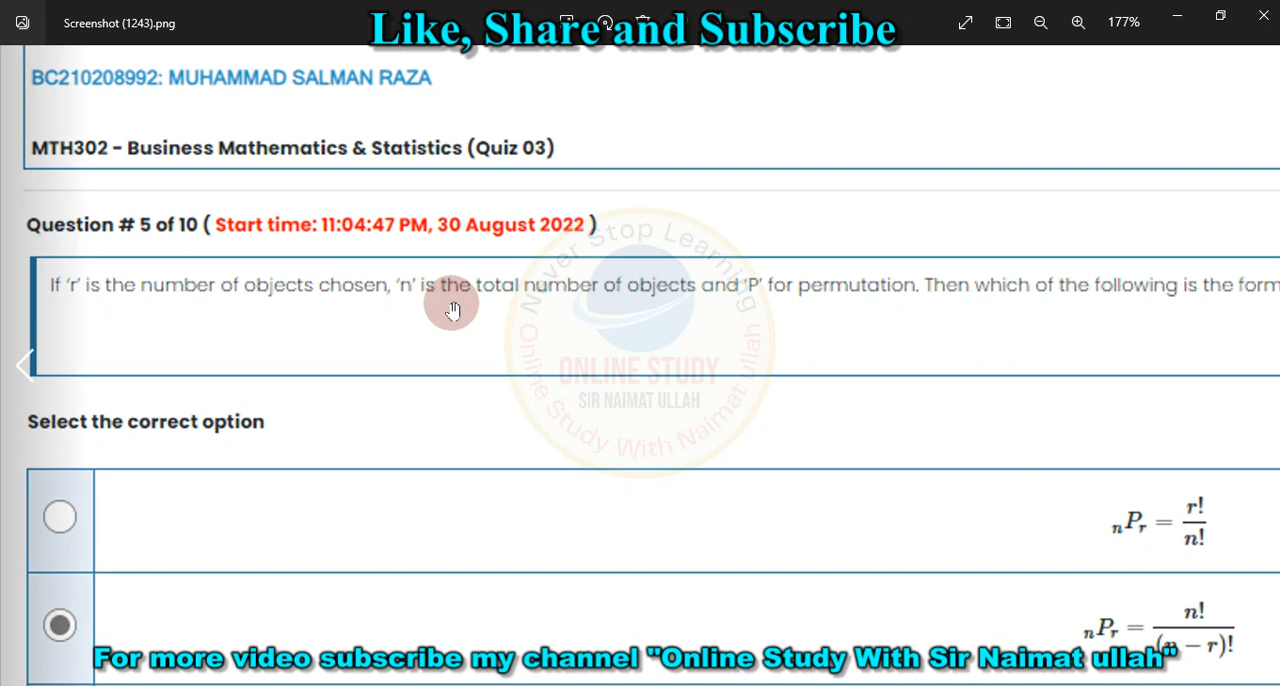 Screenshot (1243).png
Like, Share and Subscribe
177%
BC210208992: MUHAMMAD SALMAN RAZA
MTH302 - Business Mathematics & Statistics (Quiz 03)
Question # 5 of 10 ( Start time: 11:04:47 PM, 30 August 2022 )
If 'r' is the number of objects chosen, 'n' is the total number of objects and 'P' for permutation. Then which of the following is the form
Never Stop Learning
ONLINE STUDY
SIR NAIMAT ULLAH
Online Study With Naimat ullah
Select the correct option
nPr = r!/n!
nPr = n!/(n − r)!
For more video subscribe my channel "Online Study With Sir Naimat ullah"